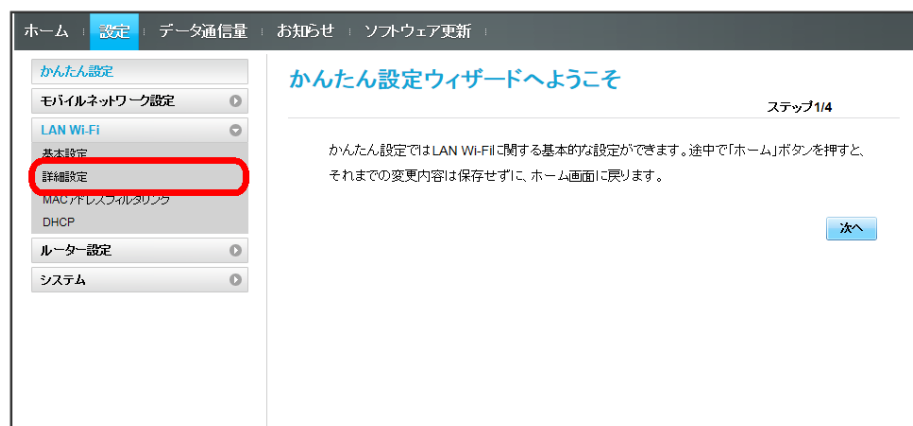 ホーム 設定 データ通信量 お知らせ ソフトウェア更新
かんたん設定
モバイルネットワーク設定
LAN Wi-Fi
基本設定
詳細設定
MACアドレスフィルタリング
DHCP
ルーター設定
システム
かんたん設定ウィザードへようこそ
ステップ1/4
かんたん設定ではLAN Wi-Fiに関する基本的な設定ができます。途中で「ホーム」ボタンを押すと、
それまでの変更内容は保存せずに、ホーム画面に戻ります。
次へ